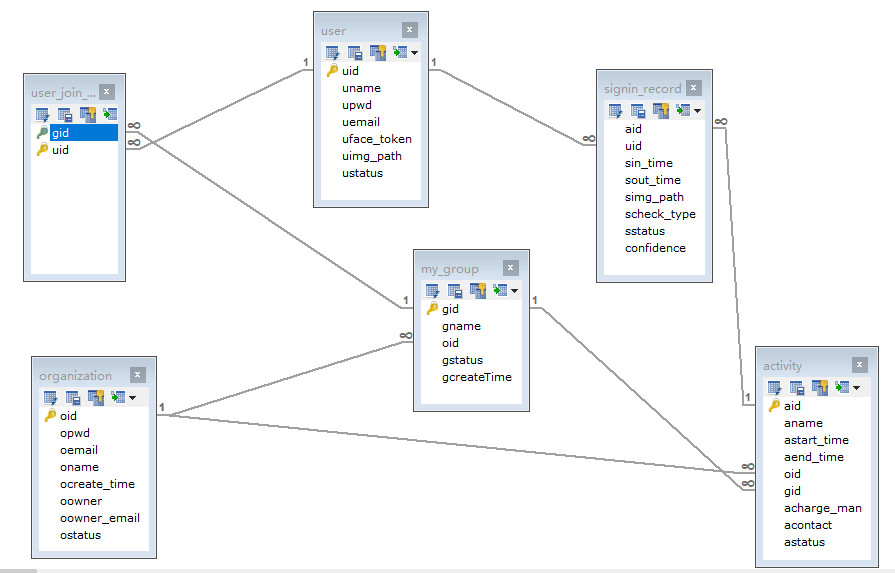 user
uid
uname
upwd
uemail
uface_token
uimg_path
ustatus
user_join_...
gid
uid
signin_record
aid
uid
sin_time
sout_time
simg_path
scheck_type
sstatus
confidence
my_group
gid
gname
oid
gstatus
gcreateTime
organization
oid
opwd
oemail
oname
ocreate_time
oowner
oowner_email
ostatus
activity
aid
aname
astart_time
aend_time
oid
gid
acharge_man
acontact
astatus
1
1
∞
∞
∞
∞
1
1
∞
1
1
∞
∞